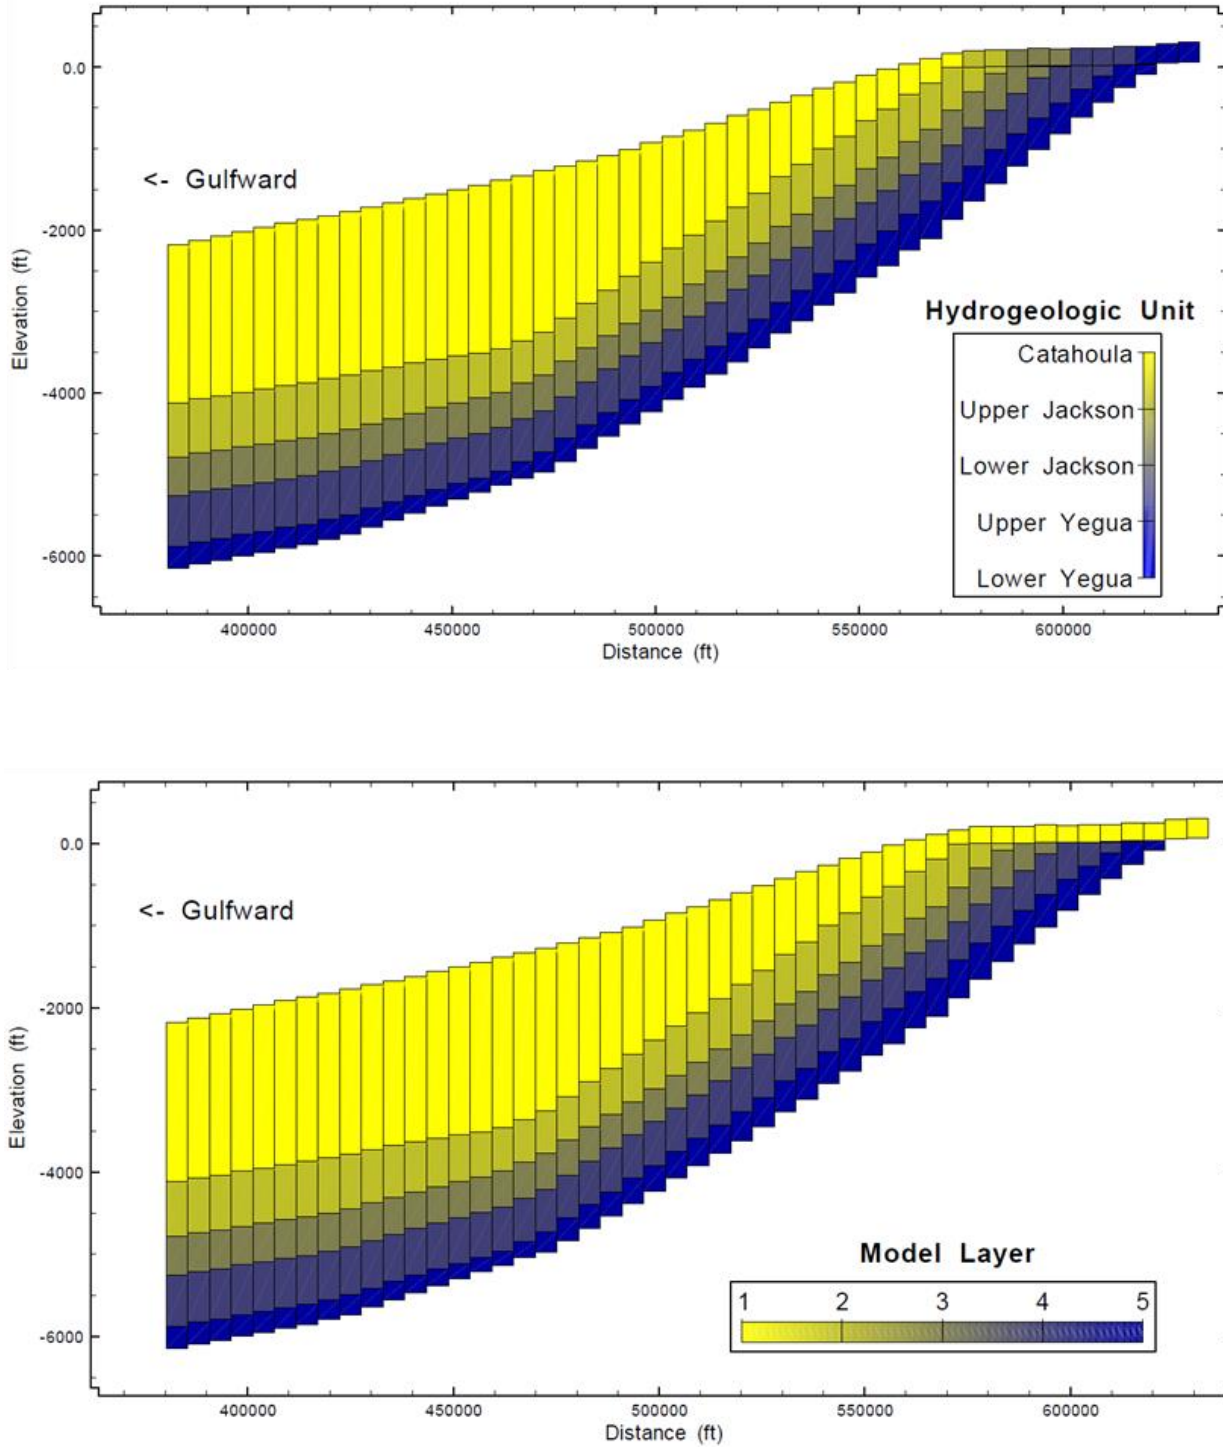 0.0
<- Gulfward
-2000
Elevation (ft)
Hydrogeologic Unit
Catahoula
-4000
Upper Jackson
Lower Jackson
Upper Yegua
-6000
Lower Yegua
400000 450000 500000 550000 600000
Distance (ft)
0.0
<- Gulfward
-2000
Elevation (ft)
-4000
Model Layer
1 2 3 4 5
-6000
400000 450000 500000 550000 600000
Distance (ft)